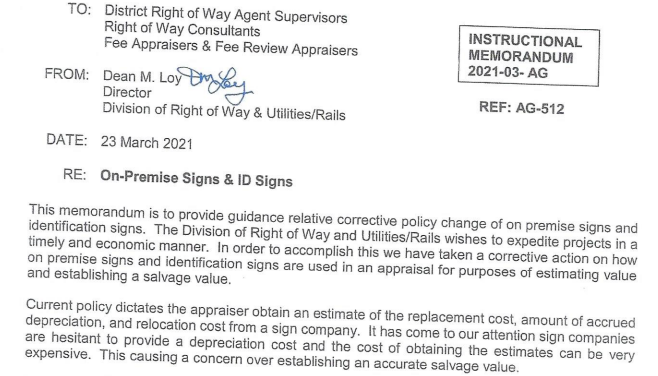 TO: District Right of Way Agent Supervisors
Right of Way Consultants
Fee Appraisers & Fee Review Appraisers
INSTRUCTIONAL
MEMORANDUM
2021-03- AG
FROM: Dean M. Loy DM Loy
Director
Division of Right of Way & Utilities/Rails
REF: AG-512
DATE: 23 March 2021
RE: On-Premise Signs & ID Signs
This memorandum is to provide guidance relative corrective policy change of on premise signs and
identification signs. The Division of Right of Way and Utilities/Rails wishes to expedite projects in a
timely and economic manner. In order to accomplish this we have taken a corrective action on how
on premise signs and identification signs are used in an appraisal for purposes of estimating value
and establishing a salvage value.
Current policy dictates the appraiser obtain an estimate of the replacement cost, amount of accrued
depreciation, and relocation cost from a sign company. It has come to our attention sign companies
are hesitant to provide a depreciation cost and the cost of obtaining the estimates can be very
expensive. This causing a concern over establishing an accurate salvage value.